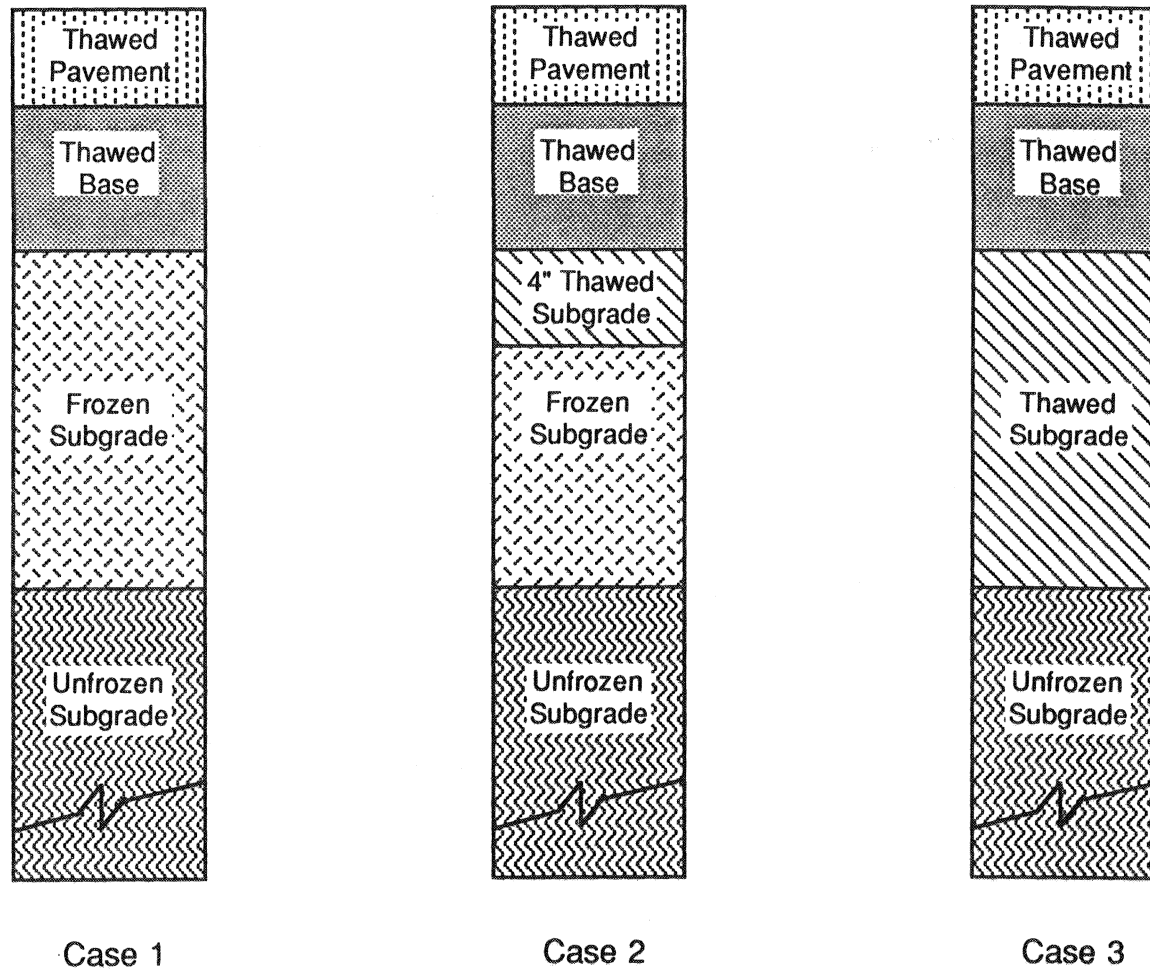 Thawed
Pavement
Thawed
Base
Frozen
Subgrade
Unfrozen
Subgrade
Case 1
Thawed
Pavement
Thawed
Base
4" Thawed
Subgrade
Frozen
Subgrade
Unfrozen
Subgrade
Case 2
Thawed
Pavement
Thawed
Base
Thawed
Subgrade
Unfrozen
Subgrade
Case 3